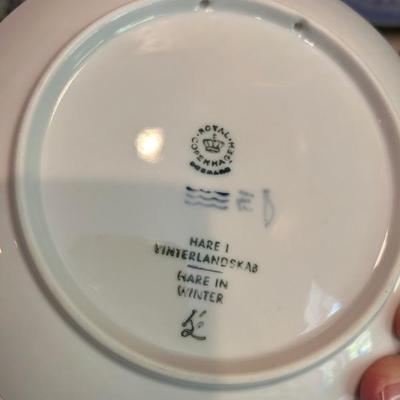 ROYAL
COPENHAGEN
DENMARK
HARE I
VINTERLANDSKAB
HARE IN
WINTER